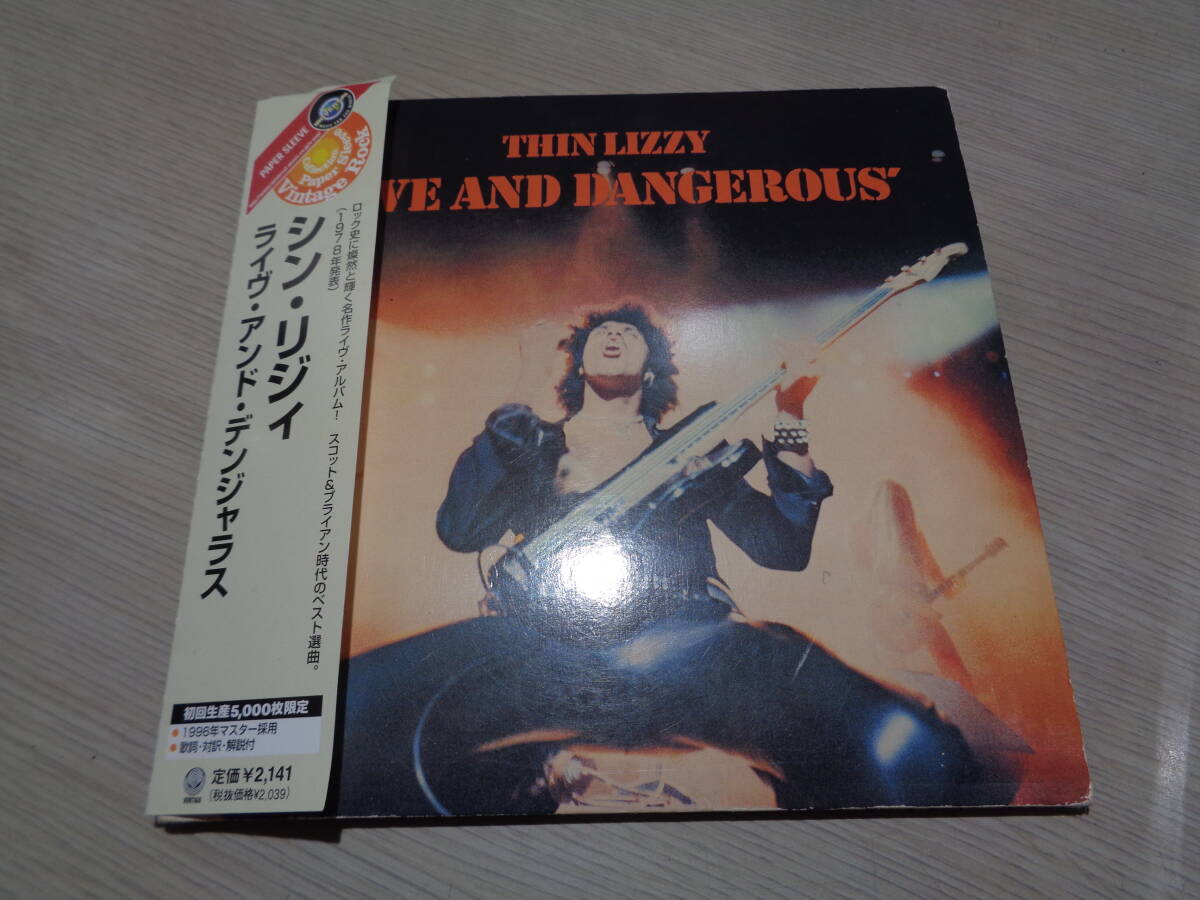 PAPER SLEEVE
Paper Sleeve
Collection
Vintage Rock
シン・リジィ
ライヴ・アンド・デンジャラス
ロック史に燦然と輝く名作ライヴ・アルバム! スコット&ブライアン時代のベスト選曲。
(1978年発表)
初回生産5,000枚限定
● 1996年マスター採用
● 歌詞・対訳・解説付
VERTIGO
定価¥2,141
(税抜価格¥2,039)
THIN LIZZY
VE AND DANGEROUS'